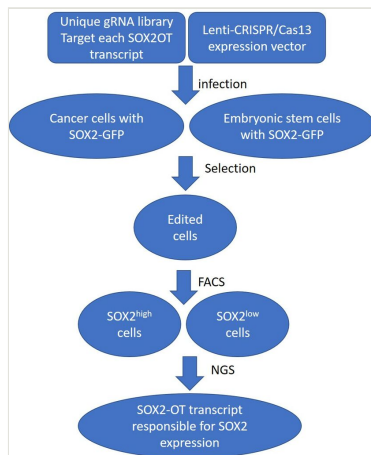 Unique gRNA library
Target each SOX2OT
transcript
Lenti-CRISPR/Cas13
expression vector
infection
Cancer cells with
SOX2-GFP
Embryonic stem cells
with SOX2-GFP
Selection
Edited
cells
FACS
SOX2high
cells
SOX2low
cells
NGS
SOX2-OT transcript
responsible for SOX2
expression